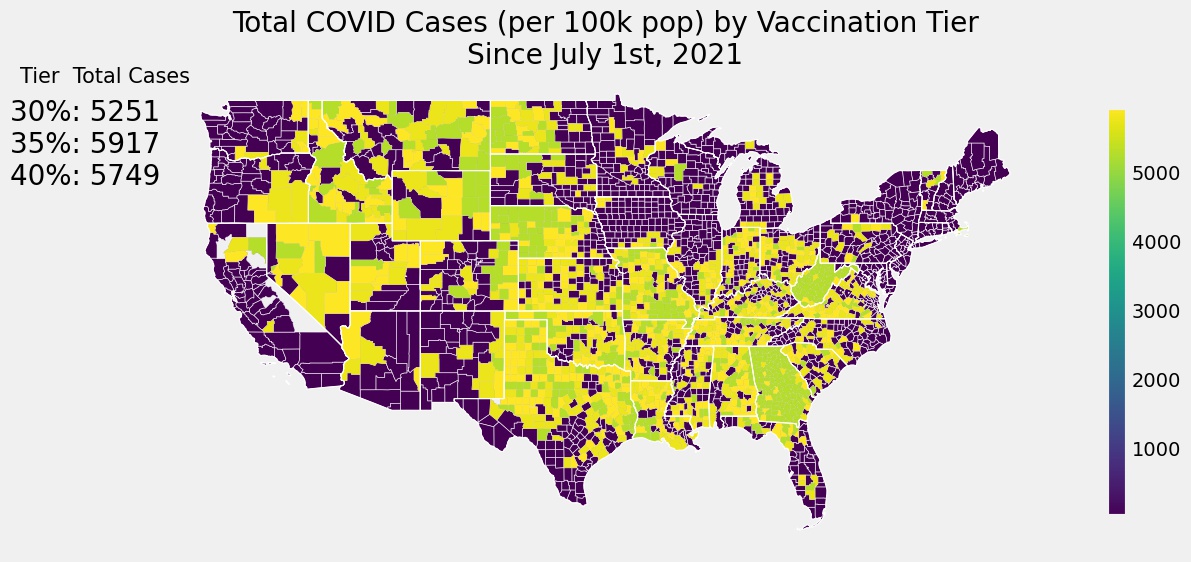 Total COVID Cases (per 100k pop) by Vaccination Tier
Since July 1st, 2021
Tier  Total Cases
30%: 5251
35%: 5917
40%: 5749
5000
4000
3000
2000
1000